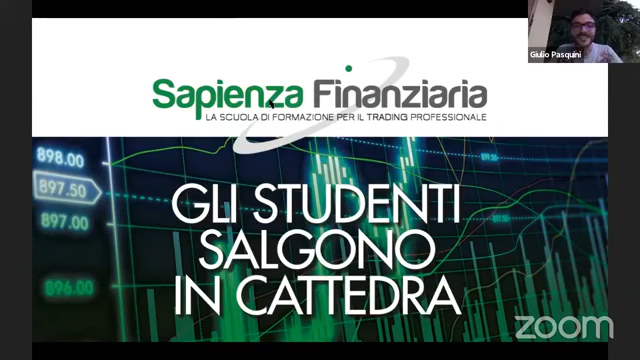 Giulio Pasquini
Sapienza Finanziaria
LA SCUOLA DI FORMAZIONE PER IL TRADING PROFESSIONALE
898.00
897.50
897.00
896.00
GLI STUDENTI
SALGONO
IN CATTEDRA
zoom